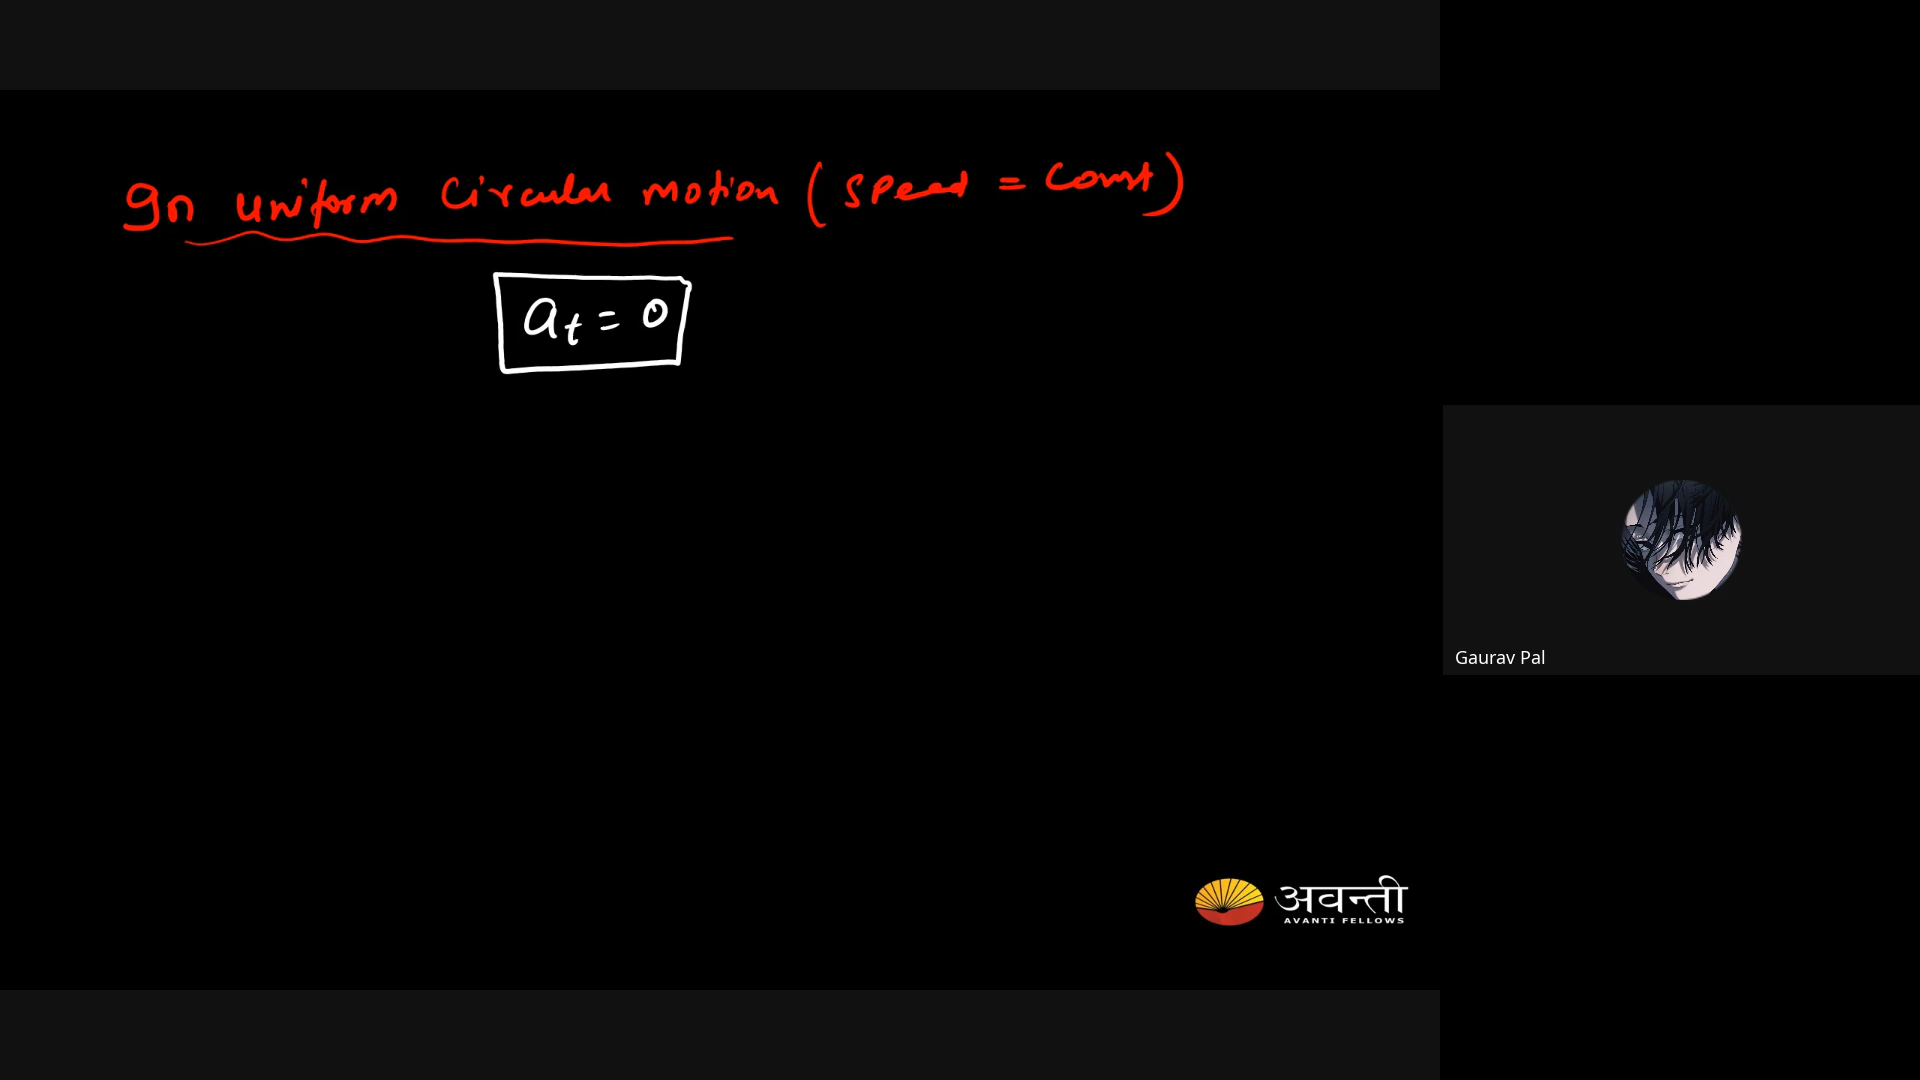 In uniform circular motion (speed = const)
at = 0
Gaurav Pal
अवन्ती
AVANTI FELLOWS